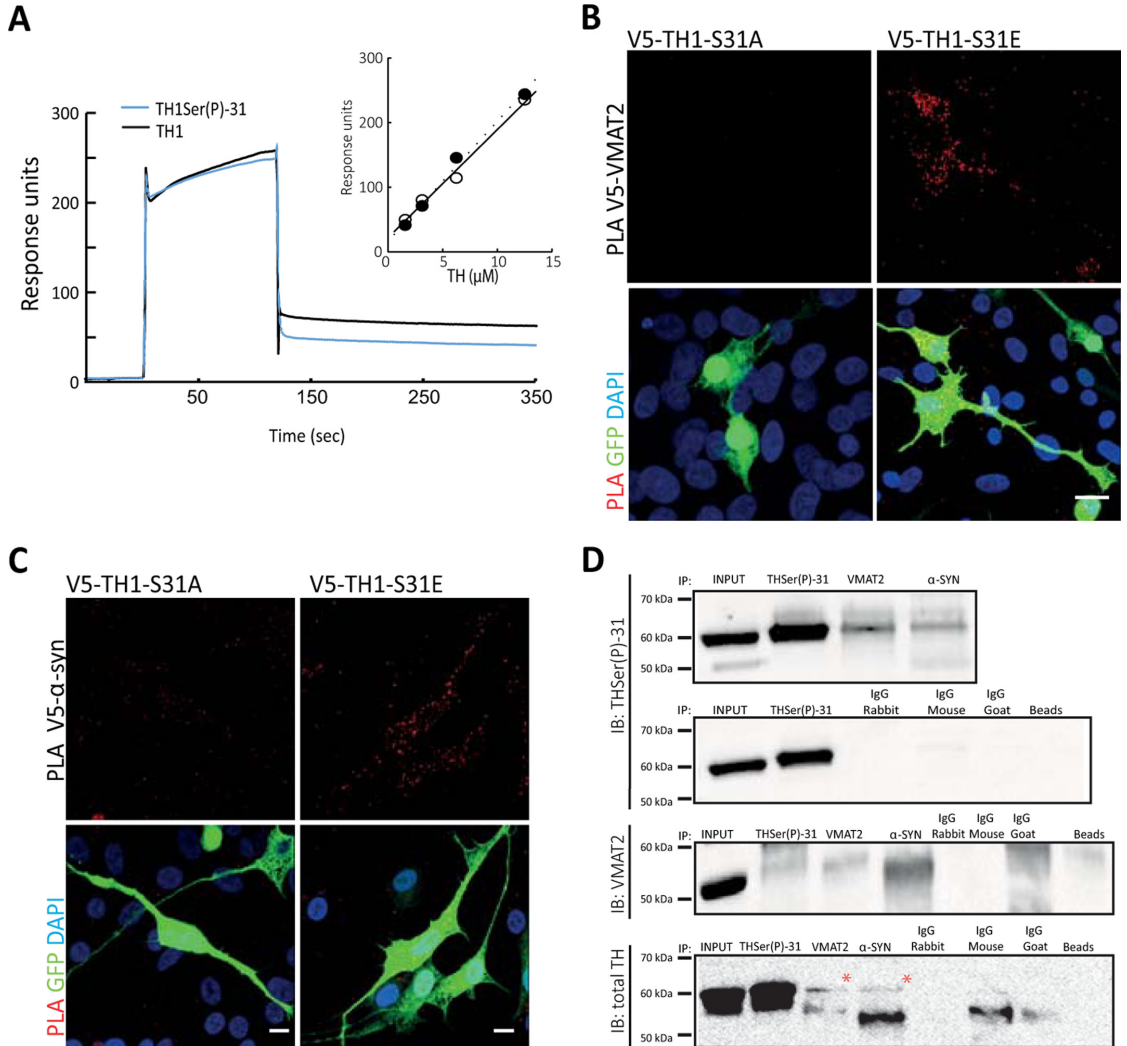 A
TH1Ser(P)-31
TH1
Response units
300
200
100
0
50
150
250
350
Time (sec)
Response units
300
200
100
0
0
5
10
15
TH (µM)
B
V5-TH1-S31A
V5-TH1-S31E
PLA V5-VMAT2
PLA GFP DAPI
C
V5-TH1-S31A
V5-TH1-S31E
PLA V5-α-syn
PLA GFP DAPI
D
IB: THSer(P)-31
IP: INPUT THSer(P)-31 VMAT2 α-SYN
70 kDa
60 kDa
50 kDa
IgG Rabbit IgG Mouse IgG Goat
IP: INPUT THSer(P)-31 Beads
70 kDa
60 kDa
50 kDa
IB: VMAT2
IgG Rabbit IgG Mouse IgG Goat
IP: INPUT THSer(P)-31 VMAT2 α-SYN Beads
60 kDa
50 kDa
IB: total TH
IgG Rabbit IgG Mouse IgG Goat
IP: INPUT THSer(P)-31 VMAT2 α-SYN Beads
70 kDa
* *
60 kDa
50 kDa